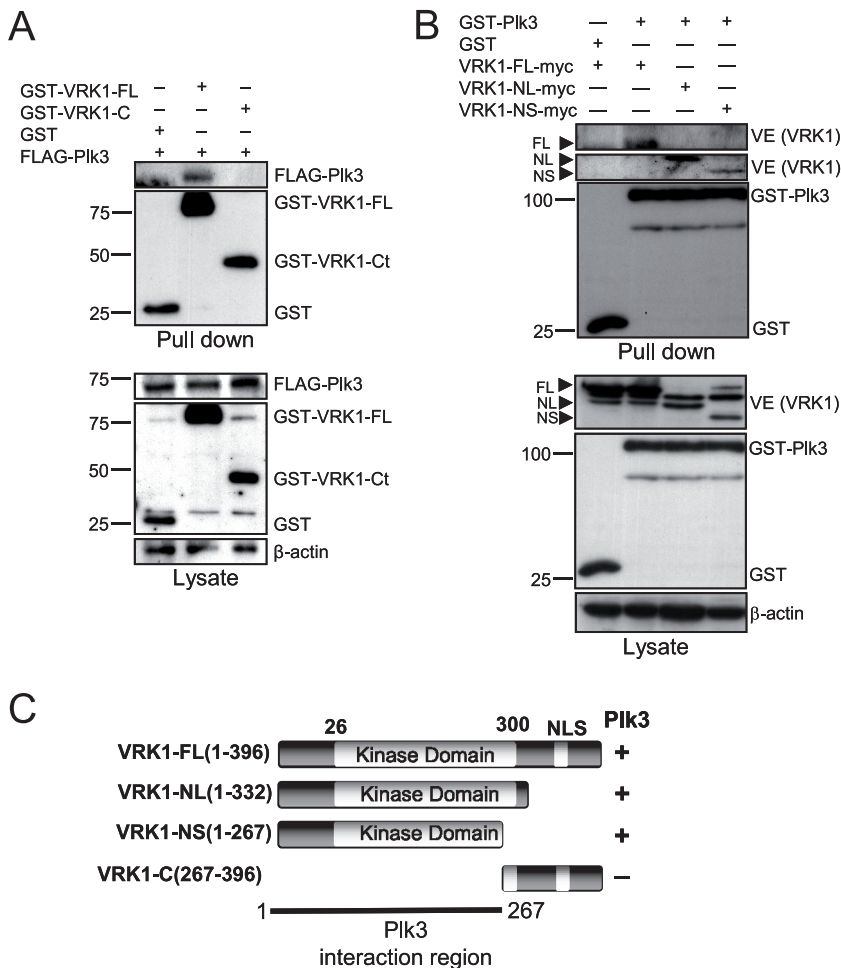 A
GST-VRK1-FL – + –
GST-VRK1-C – – +
GST + – –
FLAG-Plk3 + + +
FLAG-Plk3
GST-VRK1-FL
75
50
GST-VRK1-Ct
25
GST
Pull down
75
FLAG-Plk3
75
GST-VRK1-FL
50
GST-VRK1-Ct
25
GST
β-actin
Lysate
B
GST-Plk3 – + + +
GST + – – –
VRK1-FL-myc + + – –
VRK1-NL-myc – – + –
VRK1-NS-myc – – – +
FL VE (VRK1)
NL
NS VE (VRK1)
100 GST-Plk3
25 GST
Pull down
FL
NL VE (VRK1)
NS
100 GST-Plk3
25 GST
β-actin
Lysate
C
26 300 NLS Plk3
VRK1-FL(1-396) Kinase Domain +
VRK1-NL(1-332) Kinase Domain +
VRK1-NS(1-267) Kinase Domain +
VRK1-C(267-396) –
1 267
Plk3
interaction region